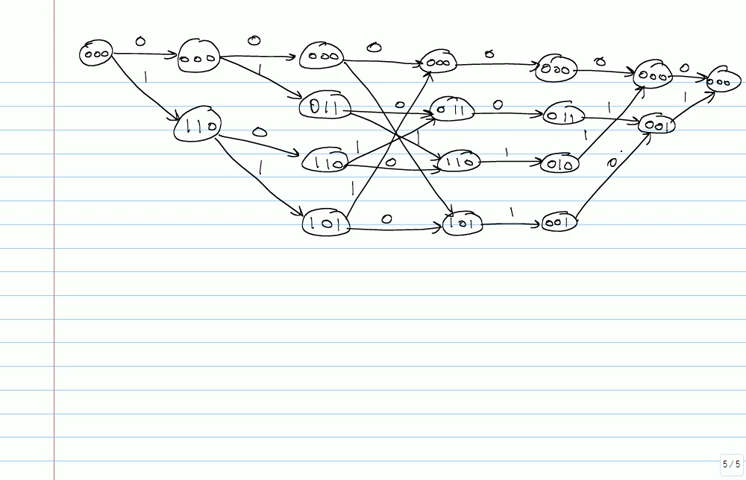 0 0 0 0 0 0
000 000 000 000 000 000 000
1 1 0 0 1 1
110 011 011 011 001
0 1 1 1 1 0
110 110 010
1 0
1 0 1
101 101 001
5 / 5